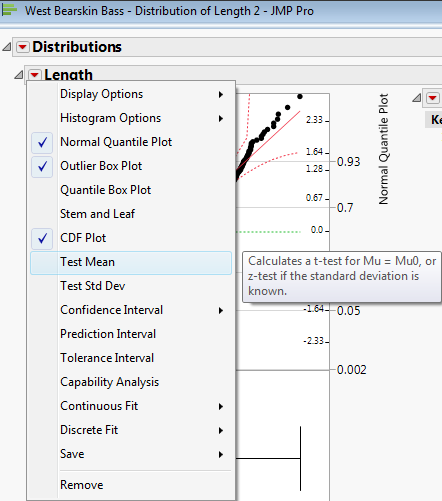 West Bearskin Bass - Distribution of Length 2 - JMP Pro
Distributions
Length
Display Options
Histogram Options
Normal Quantile Plot
Outlier Box Plot
Quantile Box Plot
Stem and Leaf
CDF Plot
Test Mean
Test Std Dev
Confidence Interval
Prediction Interval
Tolerance Interval
Capability Analysis
Continuous Fit
Discrete Fit
Save
Remove
Calculates a t-test for Mu = Mu0, or
z-test if the standard deviation is
known.
2.33
1.64
1.28
0.67
0.0
-1.64
-2.33
0.93
0.7
0.05
0.002
Normal Quantile Plot
Ke